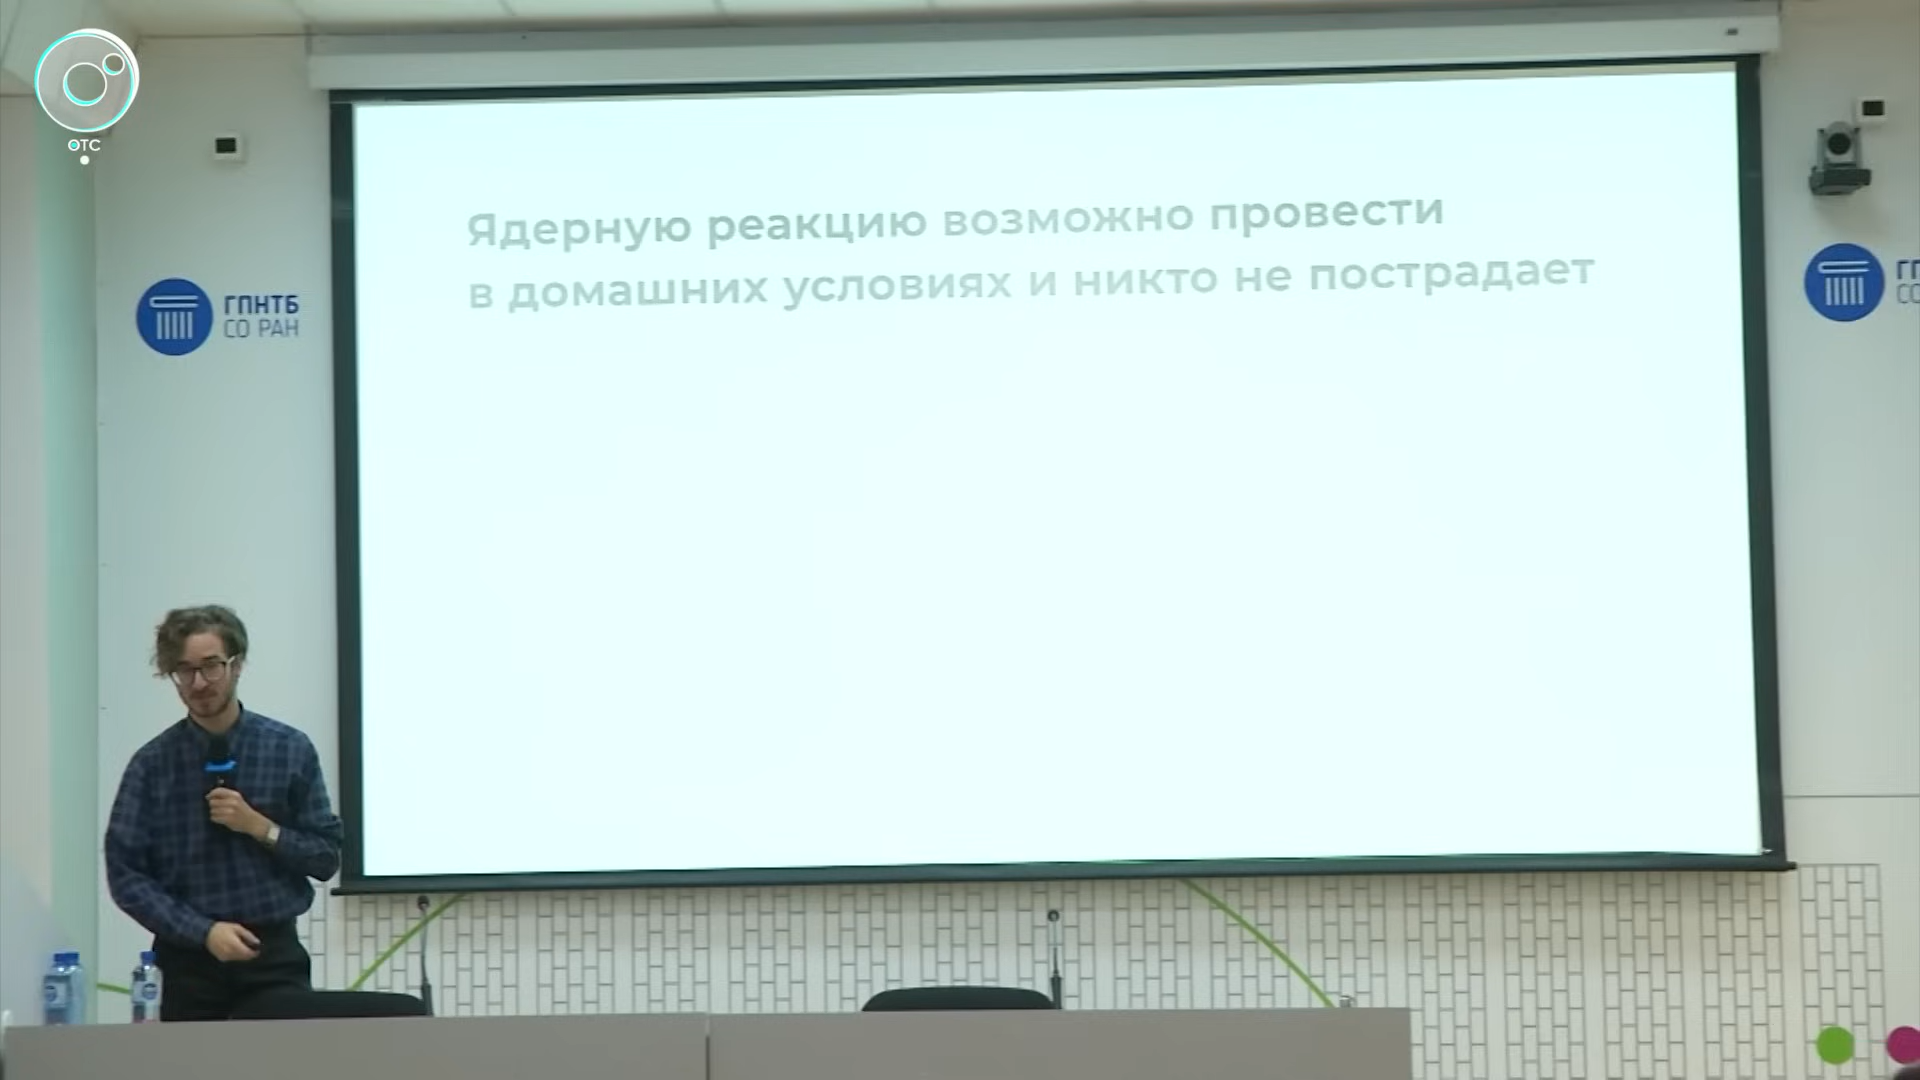 ОТС
Ядерную реакцию возможно провести
в домашних условиях и никто не пострадает
ГПНТБ
СО РАН